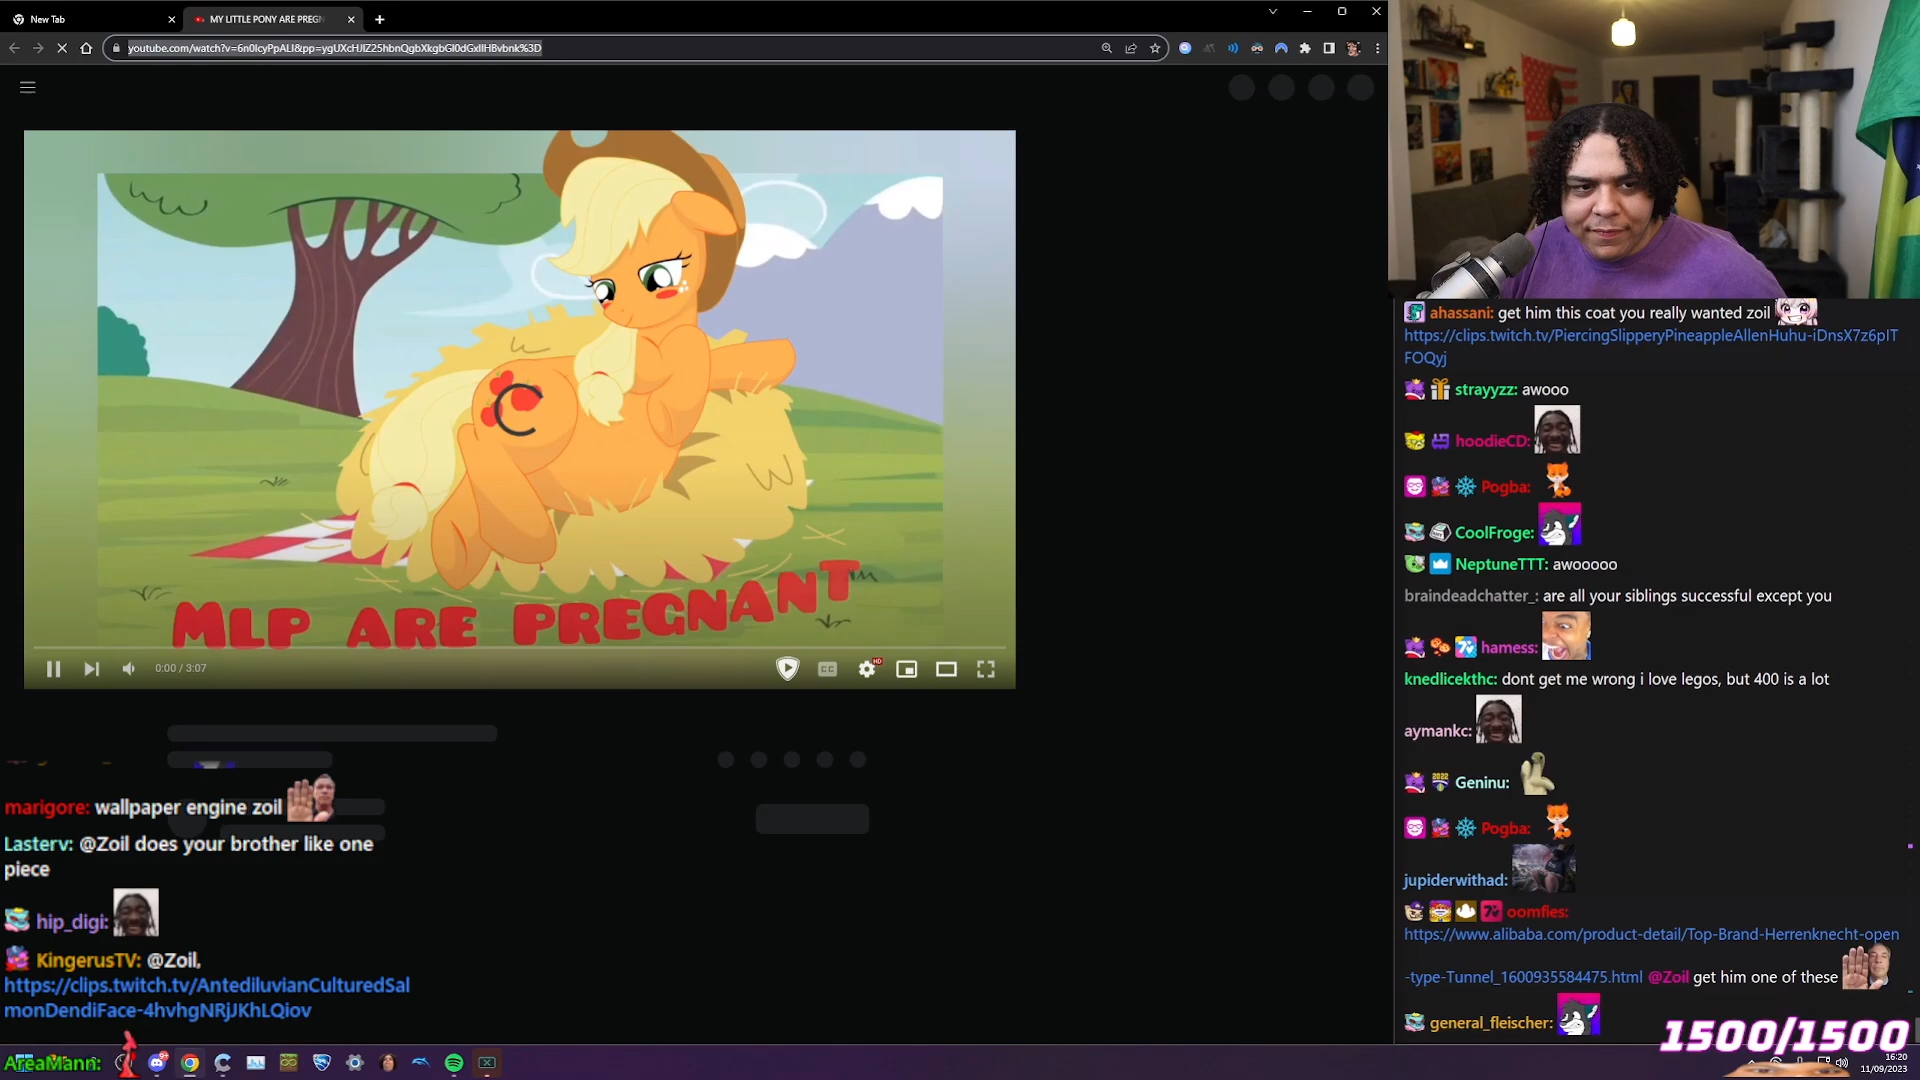 New Tab
MY LITTLE PONY ARE PREGN
youtube.com/watch?v=6n0IcyPpALI&pp=ygUXcHJlZ25hbnQgbXkgbGl0dGxlIHBvbnk%3D
MLP ARE PREGNANT
0:00 / 3:07
CC
HD
marigore: wallpaper engine zoil
Lasterv: @Zoil does your brother like one
piece
hip_digi:
KingerusTV: @Zoil,
https://clips.twitch.tv/AntediluvianCulturedSal
monDendiFace-4hvhgNRjJKhLQiov
AreaMann:
ahassani: get him this coat you really wanted zoil
https://clips.twitch.tv/PiercingSlipperyPineappleAllenHuhu-iDnsX7z6pIT
FOQyj
strayyzz: awooo
hoodieCD:
Pogba:
CoolFroge:
NeptuneTTT: awooooo
braindeadchatter_: are all your siblings successful except you
hamess:
knedlicekthc: dont get me wrong i love legos, but 400 is a lot
aymankc:
2022
Geninu:
Pogba:
jupiderwithad:
oomfies:
https://www.alibaba.com/product-detail/Top-Brand-Herrenknecht-open
-type-Tunnel_1600935584475.html @Zoil get him one of these
general_fleischer:
1500/1500
16:20
11/09/2023